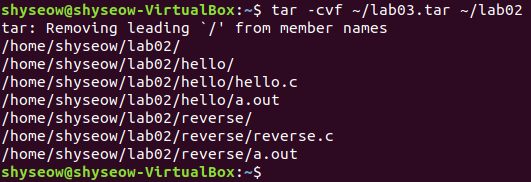 shyseow@shyseow-VirtualBox:~$ tar -cvf ~/lab03.tar ~/lab02
tar: Removing leading `/' from member names
/home/shyseow/lab02/
/home/shyseow/lab02/hello/
/home/shyseow/lab02/hello/hello.c
/home/shyseow/lab02/hello/a.out
/home/shyseow/lab02/reverse/
/home/shyseow/lab02/reverse/reverse.c
/home/shyseow/lab02/reverse/a.out
shyseow@shyseow-VirtualBox:~$